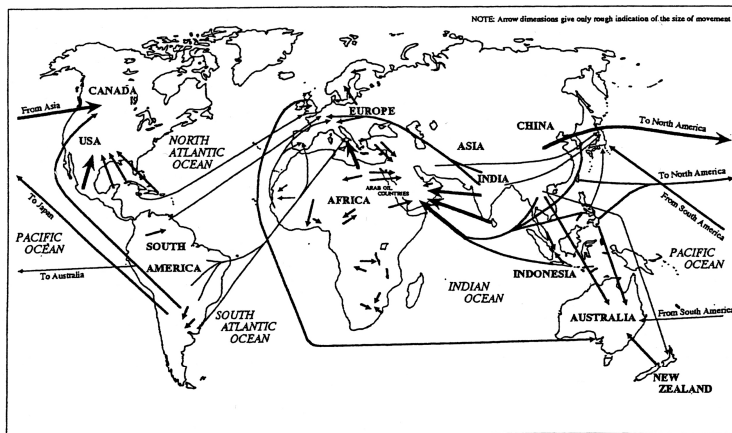 NOTE: Arrow dimensions give only rough indication of the size of movement
CANADA
From Asia
USA
NORTH
ATLANTIC
OCEAN
EUROPE
ASIA
CHINA
To North America
INDIA
ARAB OIL
COUNTRIES
AFRICA
To North America
From South America
To Japan
PACIFIC
OCEAN
To Australia
SOUTH
AMERICA
SOUTH
ATLANTIC
OCEAN
INDIAN
OCEAN
INDONESIA
PACIFIC
OCEAN
AUSTRALIA
From South America
NEW
ZEALAND